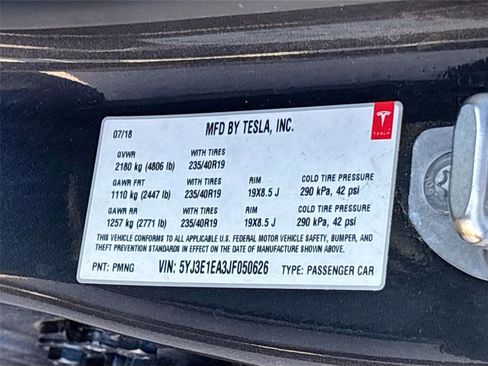 07/18 MFD BY TESLA, INC.
TESLA
GVWR WITH TIRES
2180 kg (4806 lb) 235/40R19
GAWR FRT WITH TIRES RIM COLD TIRE PRESSURE
1110 kg (2447 lb) 235/40R19 19X8.5 J 290 kPa, 42 psi
GAWR RR WITH TIRES RIM COLD TIRE PRESSURE
1257 kg (2771 lb) 235/40R19 19X8.5 J 290 kPa, 42 psi
THIS VEHICLE CONFORMS TO ALL APPLICABLE U.S. FEDERAL MOTOR VEHICLE SAFETY, BUMPER, AND
THEFT PREVENTION STANDARDS IN EFFECT ON THE DATE OF MANUFACTURE SHOWN ABOVE.
PNT: PMNG VIN: 5YJ3E1EA3JF050626 TYPE: PASSENGER CAR